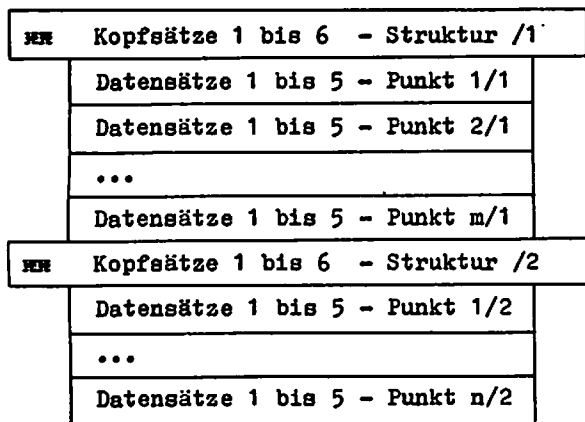 ЖЖ Kopfsätze 1 bis 6 - Struktur /1
Datensätze 1 bis 5 - Punkt 1/1
Datensätze 1 bis 5 - Punkt 2/1
...
Datensätze 1 bis 5 - Punkt m/1
ЖЖ Kopfsätze 1 bis 6 - Struktur /2
Datensätze 1 bis 5 - Punkt 1/2
...
Datensätze 1 bis 5 - Punkt n/2